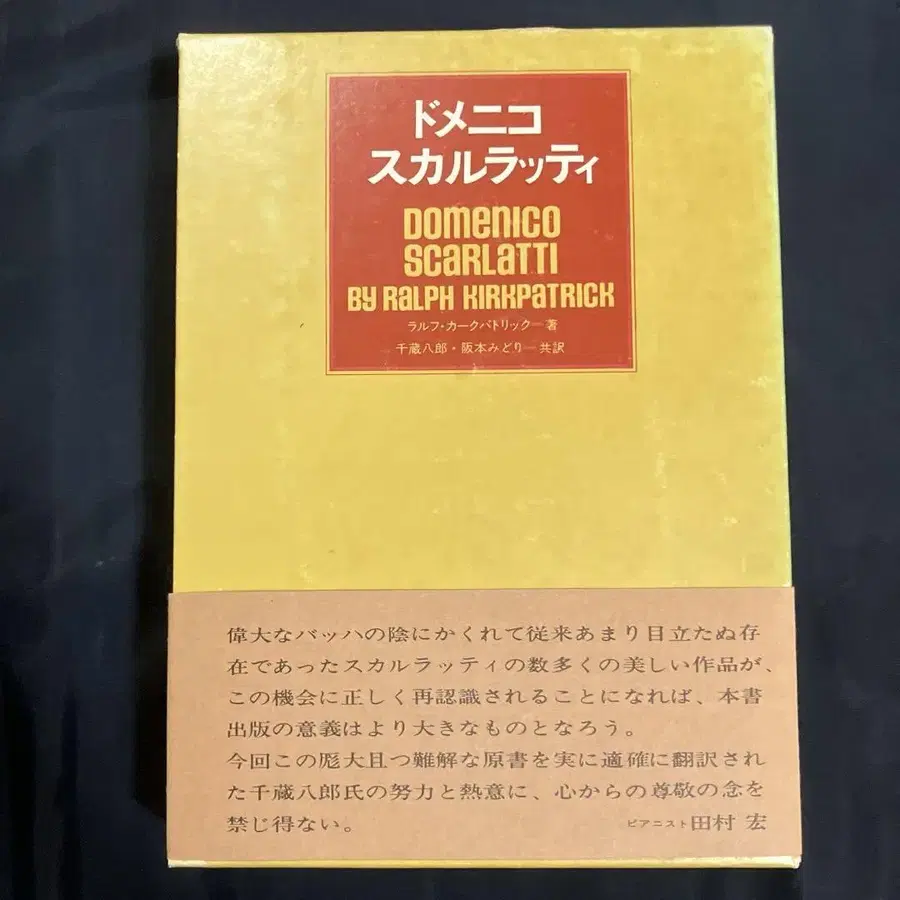 ドメニコ
スカルラッティ
Domenico
Scarlatti
By Ralph Kirkpatrick
ラルフ・カークパトリック一著
千蔵八郎・阪本みどり一共訳
偉大なバッハの陰にかくれて従来あまり目立たぬ存
在であったスカルラッティの数多くの美しい作品が、
この機会に正しく再認識されることになれば、本書
出版の意義はより大きなものとなろう。
今回この厖大且つ難解な原書を実に適確に翻訳され
た千蔵八郎氏の努力と熱意に、心からの尊敬の念を
禁じ得ない。 ピアニスト 田村 宏